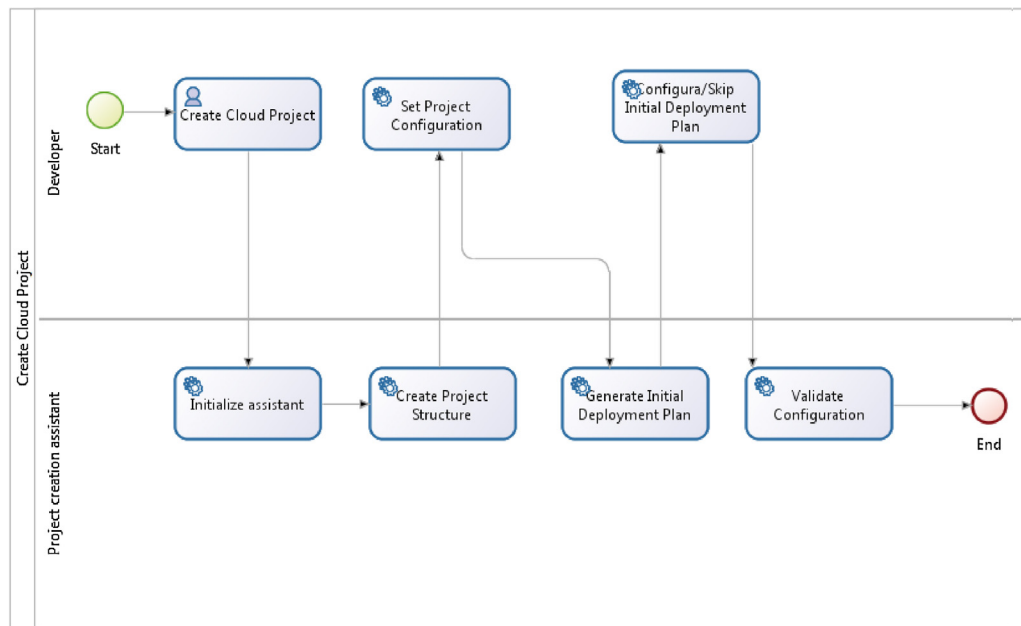 Create Cloud Project
Developer
Start
Create Cloud Project
Set Project
Configuration
Configura/Skip
Initial Deployment
Plan
Project creation assistant
Initialize assistant
Create Project
Structure
Generate Initial
Deployment Plan
Validate
Configuration
End